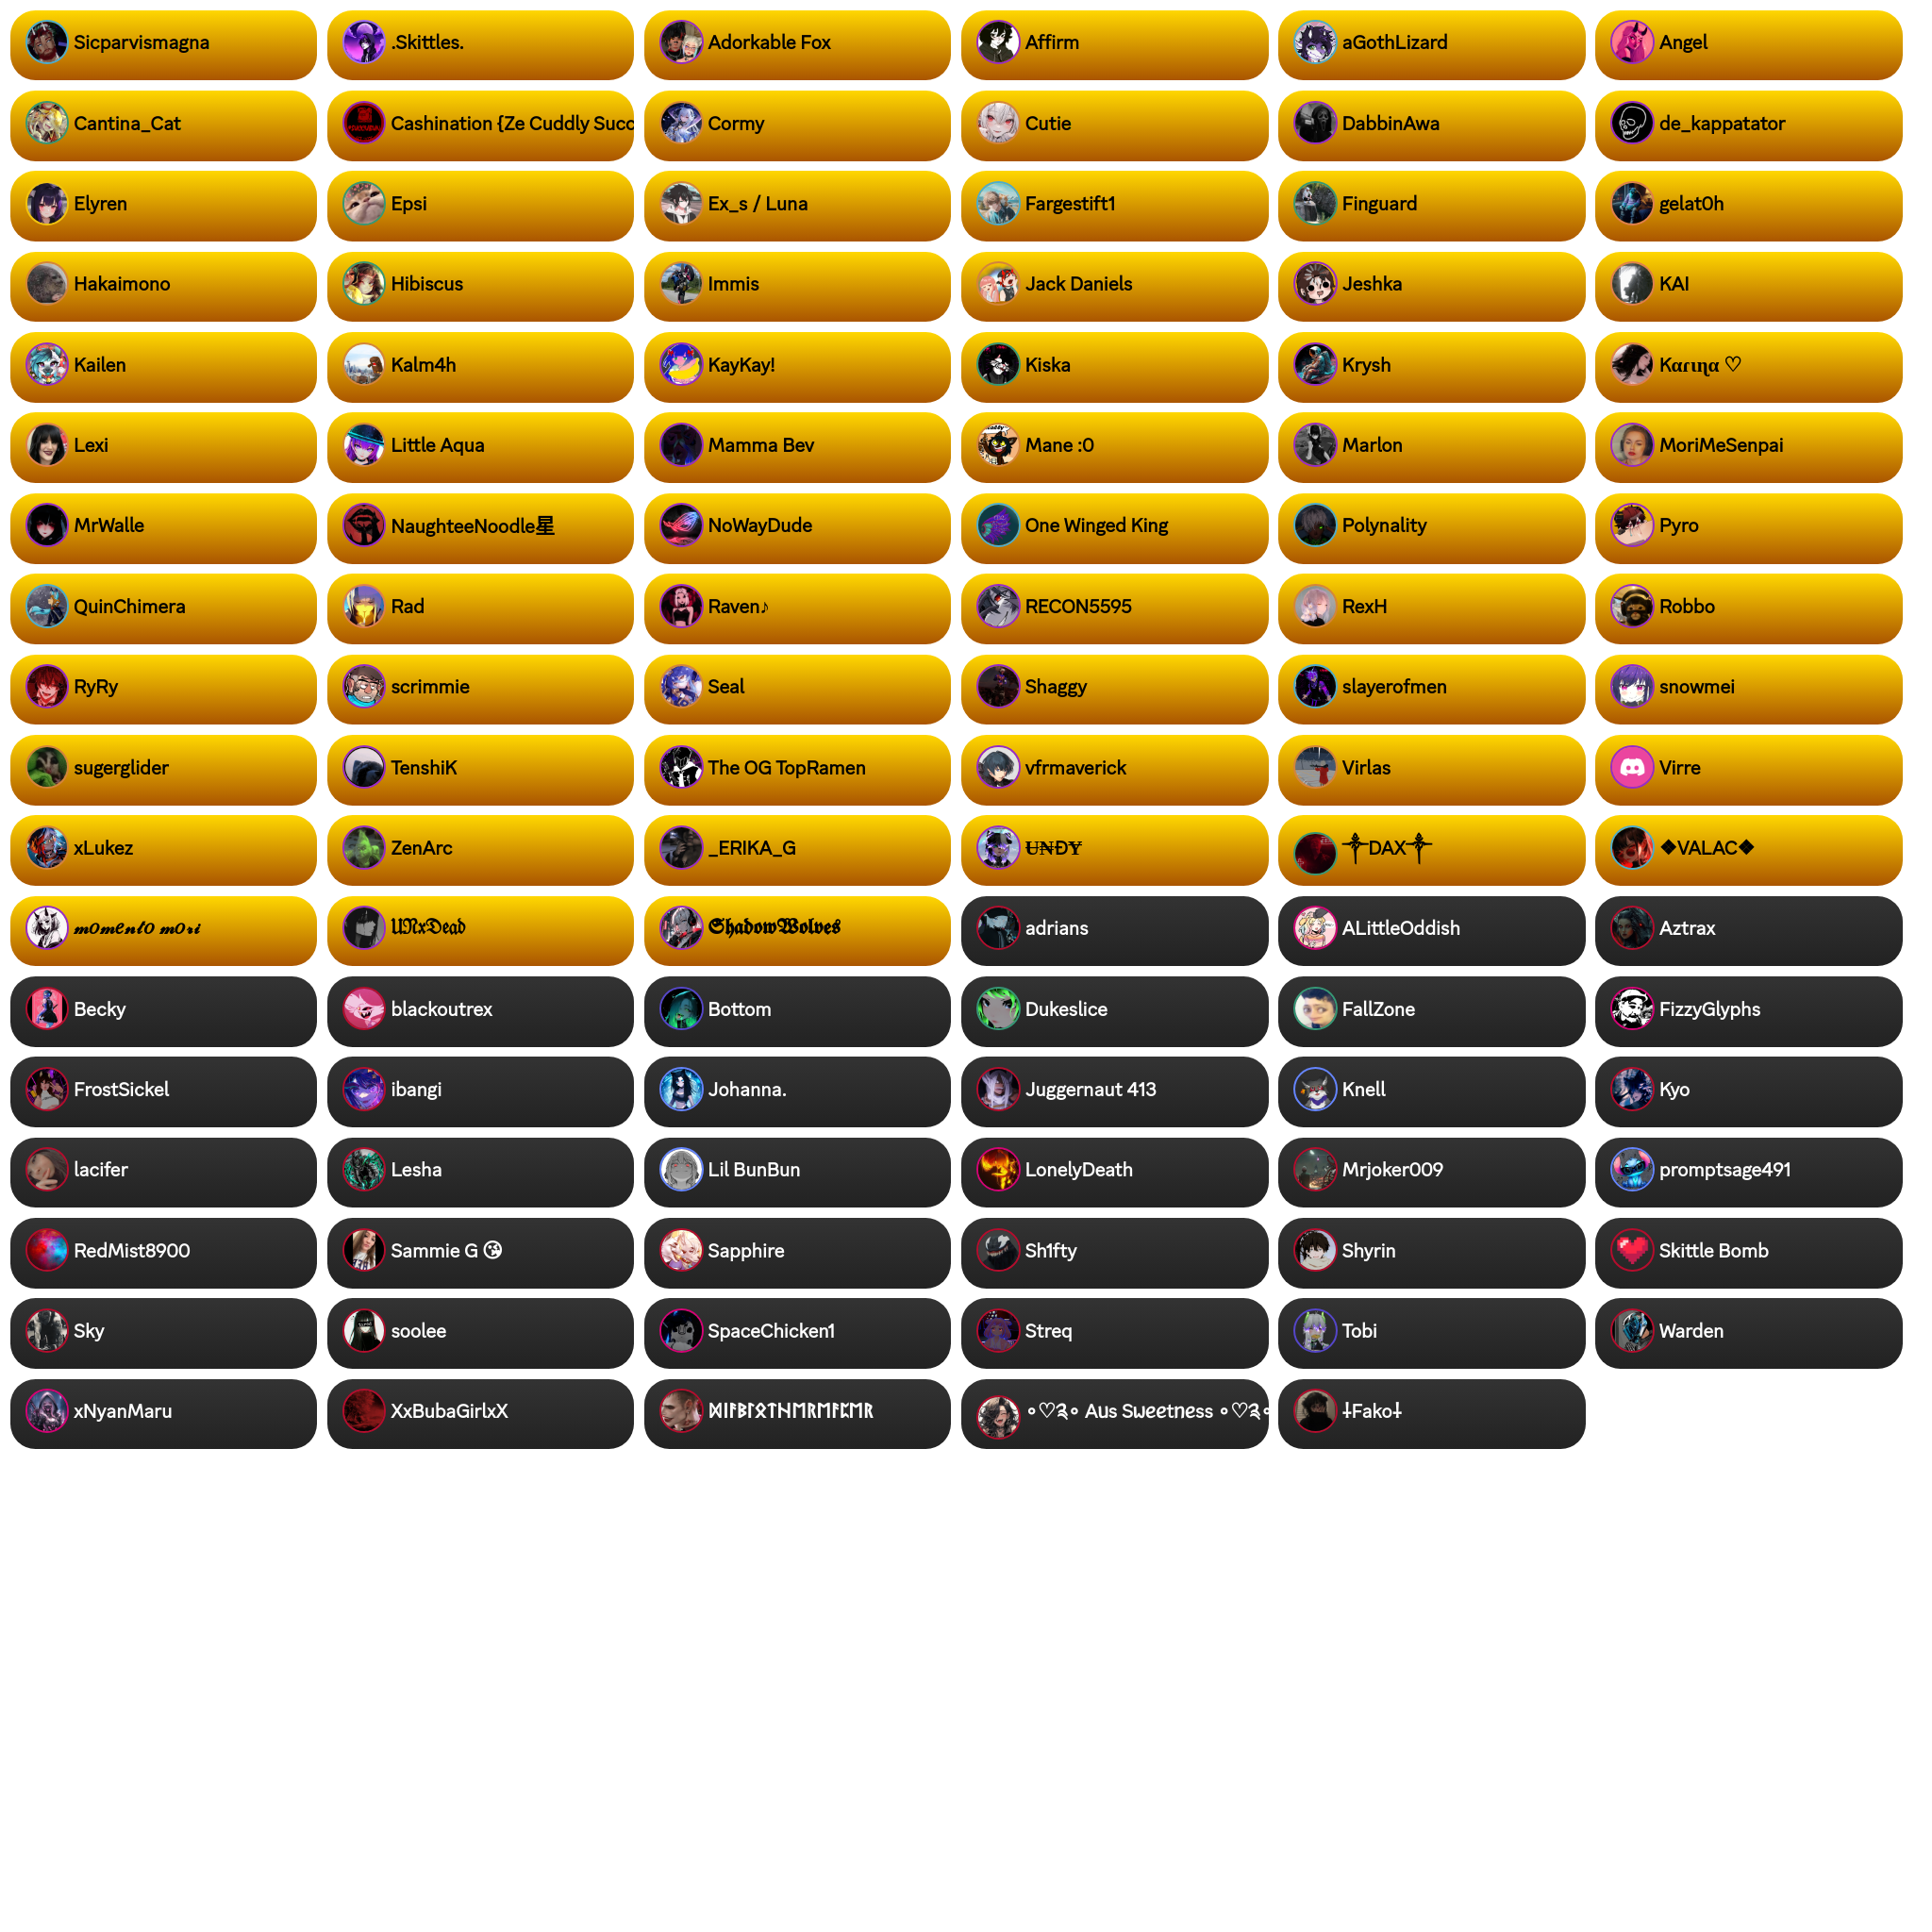 Sicparvismagna
.Skittles.
Adorkable Fox
Affirm
aGothLizard
Angel
Cantina_Cat
Cashination {Ze Cuddly Succ
Cormy
Cutie
DabbinAwa
de_kappatator
Elyren
Epsi
Ex_s / Luna
Fargestift1
Finguard
gelat0h
Hakaimono
Hibiscus
Immis
Jack Daniels
Jeshka
KAI
Kailen
Kalm4h
KayKay!
Kiska
Krysh
Kαɾιɳα ♡
Lexi
Little Aqua
Mamma Bev
Mane :0
Marlon
MoriMeSenpai
MrWalle
NaughteeNoodle星
NoWayDude
One Winged King
Polynality
Pyro
QuinChimera
Rad
Raven♪
RECON5595
RexH
Robbo
RyRy
scrimmie
Seal
Shaggy
slayerofmen
snowmei
sugerglider
TenshiK
The OG TopRamen
vfrmaverick
Virlas
Virre
xLukez
ZenArc
_ERIKA_G
Ʉ₦ĐɎ
༒DAX༒
❖VALAC❖
𝓶𝓸𝓶𝓮𝓷𝓽𝓸 𝓶𝓸𝓻𝓲
𝔘𝔑𝔵𝔇𝔢𝔞𝔡
𝕾𝖍𝖆𝖉𝖔𝖜𝖂𝖔𝖑𝖛𝖊𝖘
adrians
ALittleOddish
Aztrax
Becky
blackoutrex
Bottom
Dukeslice
FallZone
FizzyGlyphs
FrostSickel
ibangi
Johanna.
Juggernaut 413
Knell
Kyo
lacifer
Lesha
Lil BunBun
LonelyDeath
Mrjoker009
promptsage491
RedMist8900
Sammie G 😘
Sapphire
Sh1fty
Shyrin
Skittle Bomb
Sky
soolee
SpaceChicken1
Streq
Tobi
Warden
xNyanMaru
XxBubaGirlxX
∘♡༉∘ Aus Sweetness ∘♡༉∘
⸸Fako⸸